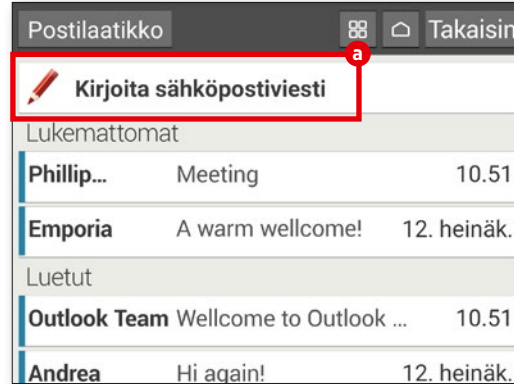 Postilaatikko Takaisin
a
Kirjoita sähköpostiviesti
Lukemattomat
Phillip... Meeting 10.51
Emporia A warm wellcome! 12. heinäk.
Luetut
Outlook Team Wellcome to Outlook ... 10.51
Andrea Hi again! 12. heinäk.